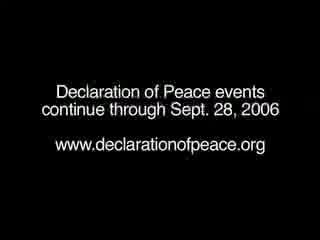 Declaration of Peace events
continue through Sept. 28, 2006
www.declarationofpeace.org